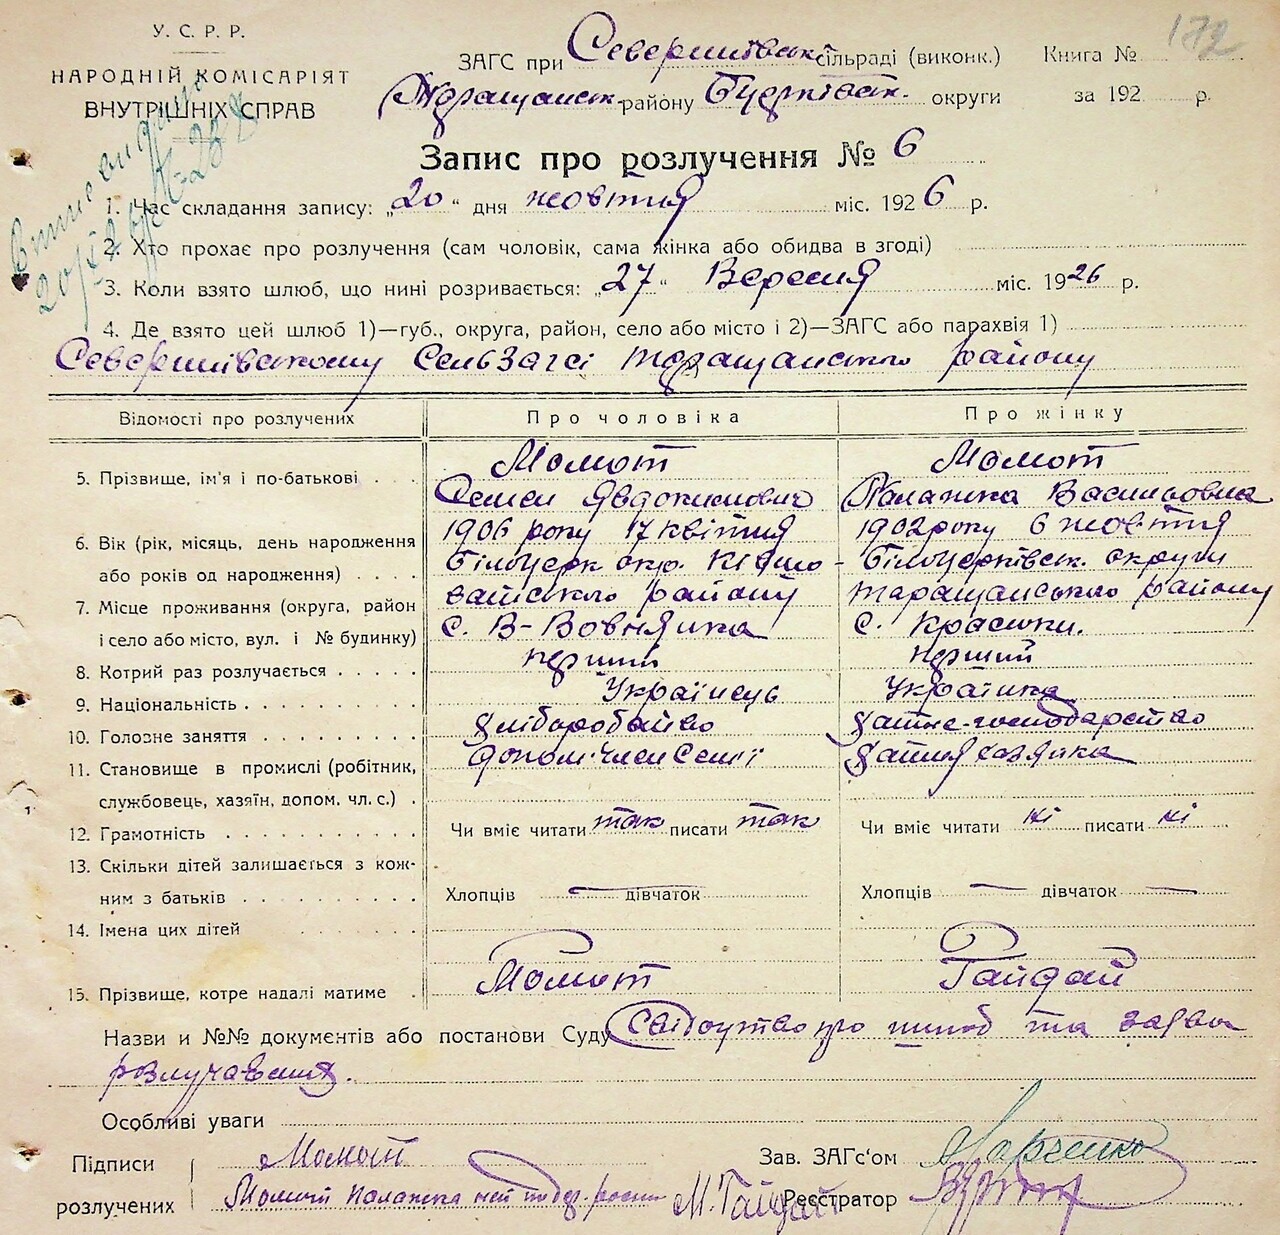 У. С. Р. Р.
НАРОДНІЙ КОМІСАРІЯТ
ВНУТРІШНІХ СПРАВ
172
ЗАГС при Северинівськ сільраді (виконк.) Книга №
Таращанськ району округи за 192 р.
Запис про розлучення № 6
1. Час складання запису: „20“ дня жовтня міс. 1926 р.
2. Хто прохає про розлучення (сам чоловік, сама жінка або обидва в згоді)
3. Коли взято шлюб, що нині розривається: „27“ Вересня міс. 1926 р.
4. Де взято цей шлюб 1)—губ., округа, район, село або місто і 2)—ЗАГС або парахвія 1)
Северинівському СельЗагсі Таращанського району
Відомості про розлучених Про чоловіка Про жінку
5. Прізвище, ім'я і по-батькові
Момот
Семен Явдокимович
Момот
Палажка Васильовна
6. Вік (рік, місяць, день народження
або років од народження)
1906 року 17 квітня
1902 року 6 жовтня
7. Місце проживання (округа, район
і село або місто, вул. і № будинку)
Білоцерк окр.
району
с. В-Вовнянка
Білоцерківськ. округи
Таращанського району
с. Красюки.
8. Котрий раз розлучається перший перший
9. Національність Українець Українка
10. Головне заняття хліборобство хатнє-господарство
11. Становище в промислі (робітник,
службовець, хазяїн, допом. чл. с.)
допом. член семї
хатня хазяйка
12. Грамотність Чи вміє читати так писати так Чи вміє читати ні писати ні
13. Скільки дітей залишається з кож-
ним з батьків Хлопців — дівчаток Хлопців — дівчаток —
14. Імена цих дітей
15. Прізвище, котре надалі матиме Момот Гайдай
Назви и №№ документів або постанови Суду Свідоцтво про шлюб та заява
розлучавших.
Особливі уваги
Підписи
розлучених
Момот
Момот Палажка
М. Гайдай
Зав. ЗАГс'ом
Реєстратор